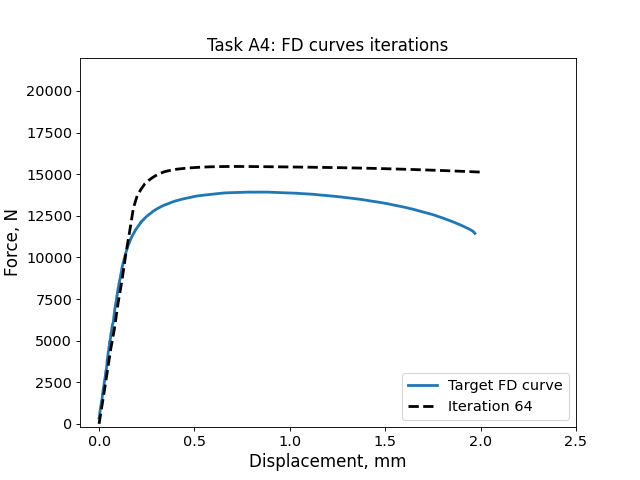 Task A4: FD curves iterations
Force, N
20000
17500
15000
12500
10000
7500
5000
2500
0
Target FD curve
Iteration 64
0.0 0.5 1.0 1.5 2.0 2.5
Displacement, mm